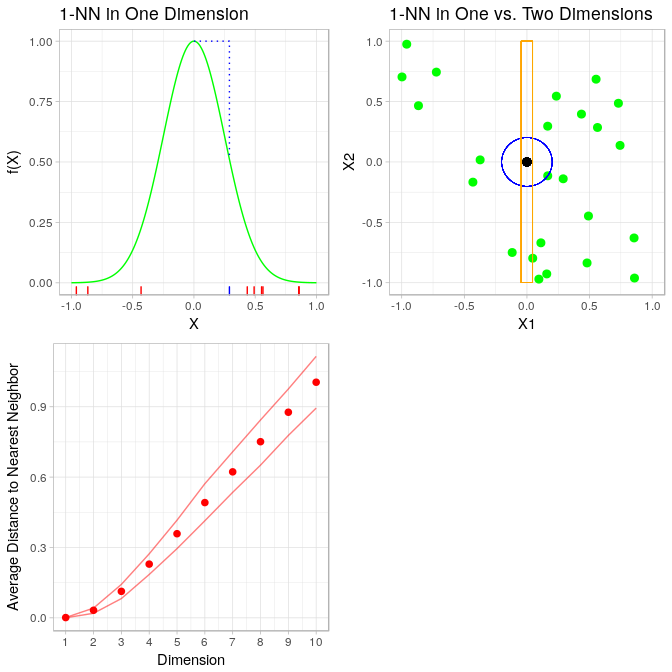 1-NN in One Dimension
f(X)
1.00
0.75
0.50
0.25
0.00
-1.0 -0.5 0.0 0.5 1.0
X
1-NN in One vs. Two Dimensions
X2
1.0
0.5
0.0
-0.5
-1.0
-1.0 -0.5 0.0 0.5 1.0
X1
Average Distance to Nearest Neighbor
0.9
0.6
0.3
0.0
1 2 3 4 5 6 7 8 9 10
Dimension